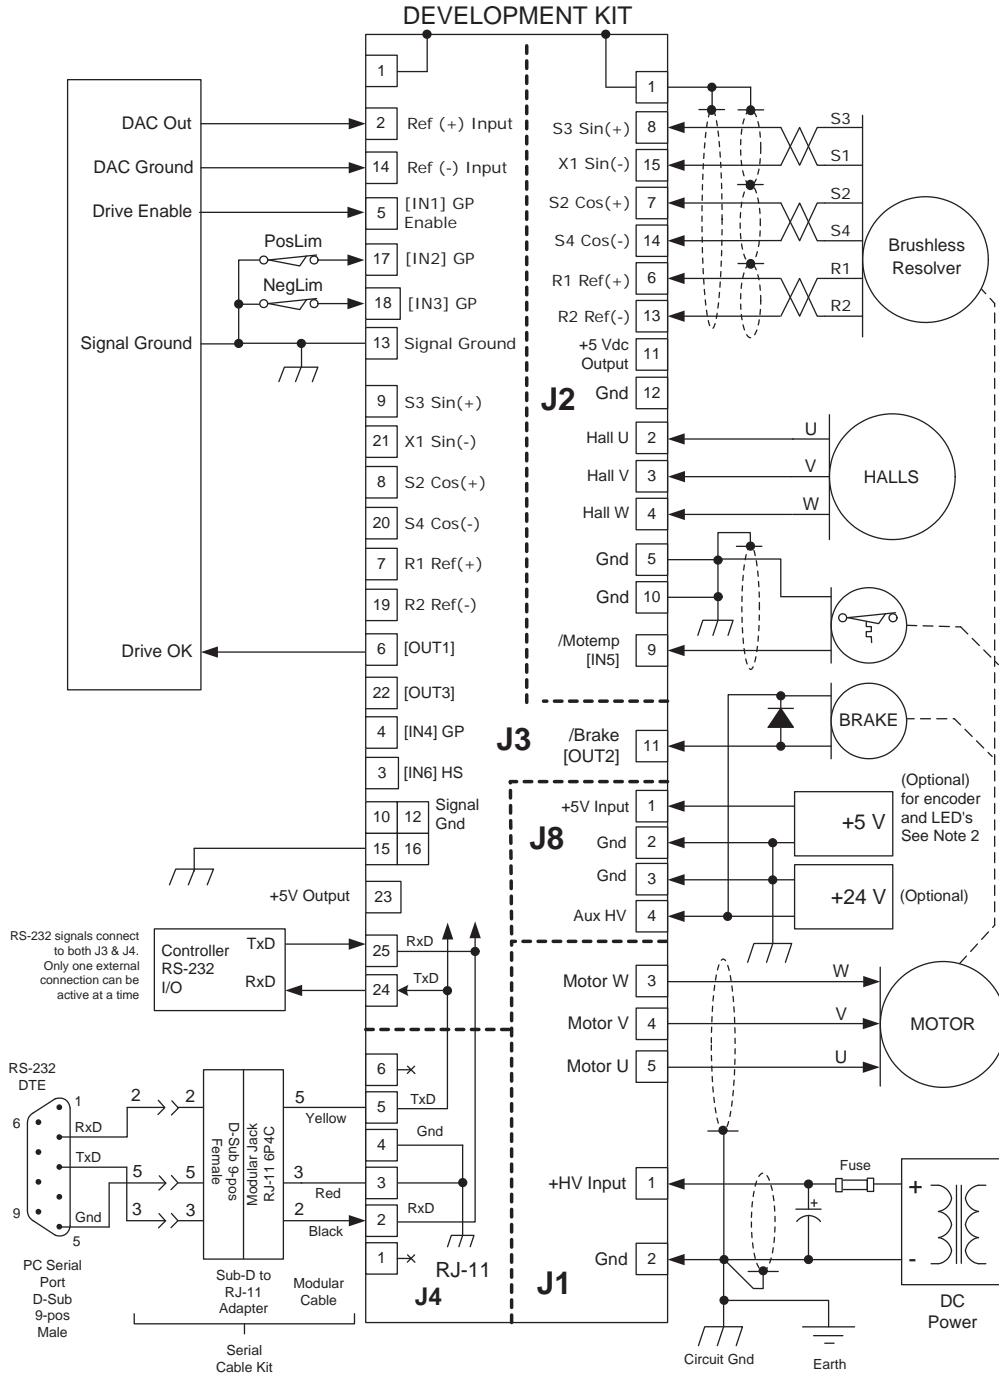 DEVELOPMENT KIT
1
DAC Out
2
Ref (+) Input
DAC Ground
14
Ref (-) Input
Drive Enable
5
[IN1] GP
Enable
PosLim
17
[IN2] GP
NegLim
18
[IN3] GP
Signal Ground
13
Signal Ground
9
S3 Sin(+)
21
X1 Sin(-)
8
S2 Cos(+)
20
S4 Cos(-)
7
R1 Ref(+)
19
R2 Ref(-)
Drive OK
6
[OUT1]
22
[OUT3]
4
[IN4] GP
3
[IN6] HS
10
12
15
16
Signal
Gnd
+5V Output
23
J3
RS-232 signals connect
to both J3 & J4.
Only one external
connection can be
active at a time
Controller
RS-232
I/O
TxD
RxD
25
RxD
24
TxD
1
S3 Sin(+)
8
S3
X1 Sin(-)
15
S1
S2 Cos(+)
7
S2
S4 Cos(-)
14
S4
R1 Ref(+)
6
R1
R2 Ref(-)
13
R2
Brushless
Resolver
+5 Vdc
Output
11
J2
Gnd
12
Hall U
2
U
Hall V
3
V
Hall W
4
W
HALLS
Gnd
5
Gnd
10
/Motemp
[IN5]
9
BRAKE
/Brake
[OUT2]
11
J8
+5V Input
1
+5 V
(Optional)
for encoder
and LED's
See Note 2
Gnd
2
Gnd
3
+24 V
(Optional)
Aux HV
4
Motor W
3
W
Motor V
4
V
Motor U
5
U
MOTOR
RS-232
DTE
1
6
RxD
TxD
9
Gnd
5
PC Serial
Port
D-Sub
9-pos
Male
2
2
5
5
3
3
D-Sub 9-pos
Female
Modular Jack
RJ-11 6P4C
5
Yellow
3
Red
2
Black
Sub-D to
RJ-11
Adapter
Modular
Cable
Serial
Cable Kit
6
5
TxD
4
Gnd
3
2
RxD
1
RJ-11
J4
J1
+HV Input
1
Fuse
+
+
Gnd
2
-
DC
Power
Circuit Gnd
Earth